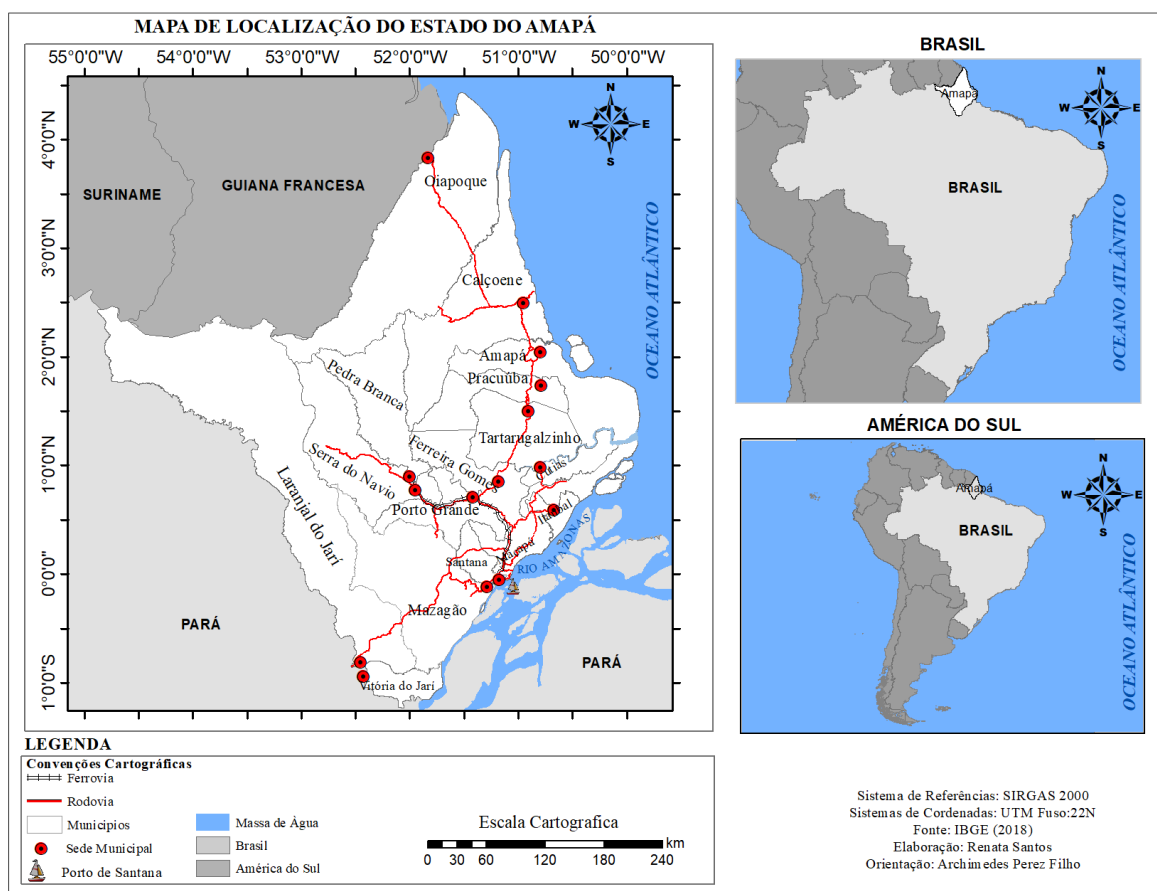 MAPA DE LOCALIZAÇÃO DO ESTADO DO AMAPÁ
55°0'0"W 54°0'0"W 53°0'0"W 52°0'0"W 51°0'0"W 50°0'0"W
4°0'0"N
3°0'0"N
2°0'0"N
1°0'0"N
0°0'0"
1°0'0"S
N
W E
S
SURINAME
GUIANA FRANCESA
Oiapoque
OCEANO ATLÂNTICO
Calçoene
Amapá
Pracuúba
Pedra Branca
Tartarugalzinho
Ferreira Gomes
Serra do Navio
Cutias
Laranjal do Jarí
Porto Grande
Itaubal
Macapá
Santana
RIO AMAZONAS
Mazagão
PARÁ
PARÁ
Vitória do Jarí
BRASIL
N
W E
S
Amapá
BRASIL
OCEANO ATLÂNTICO
AMÉRICA DO SUL
N
W E
S
Amapá
BRASIL
OCEANO ATLÂNTICO
LEGENDA
Convenções Cartográficas
Ferrovia
Rodovia
Municípios
Sede Municipal
Porto de Santana
Massa de Água
Brasil
América do Sul
Escala Cartografica
km
0 30 60 120 180 240
Sistema de Referências: SIRGAS 2000
Sistemas de Cordenadas: UTM Fuso:22N
Fonte: IBGE (2018)
Elaboração: Renata Santos
Orientação: Archimedes Perez Filho